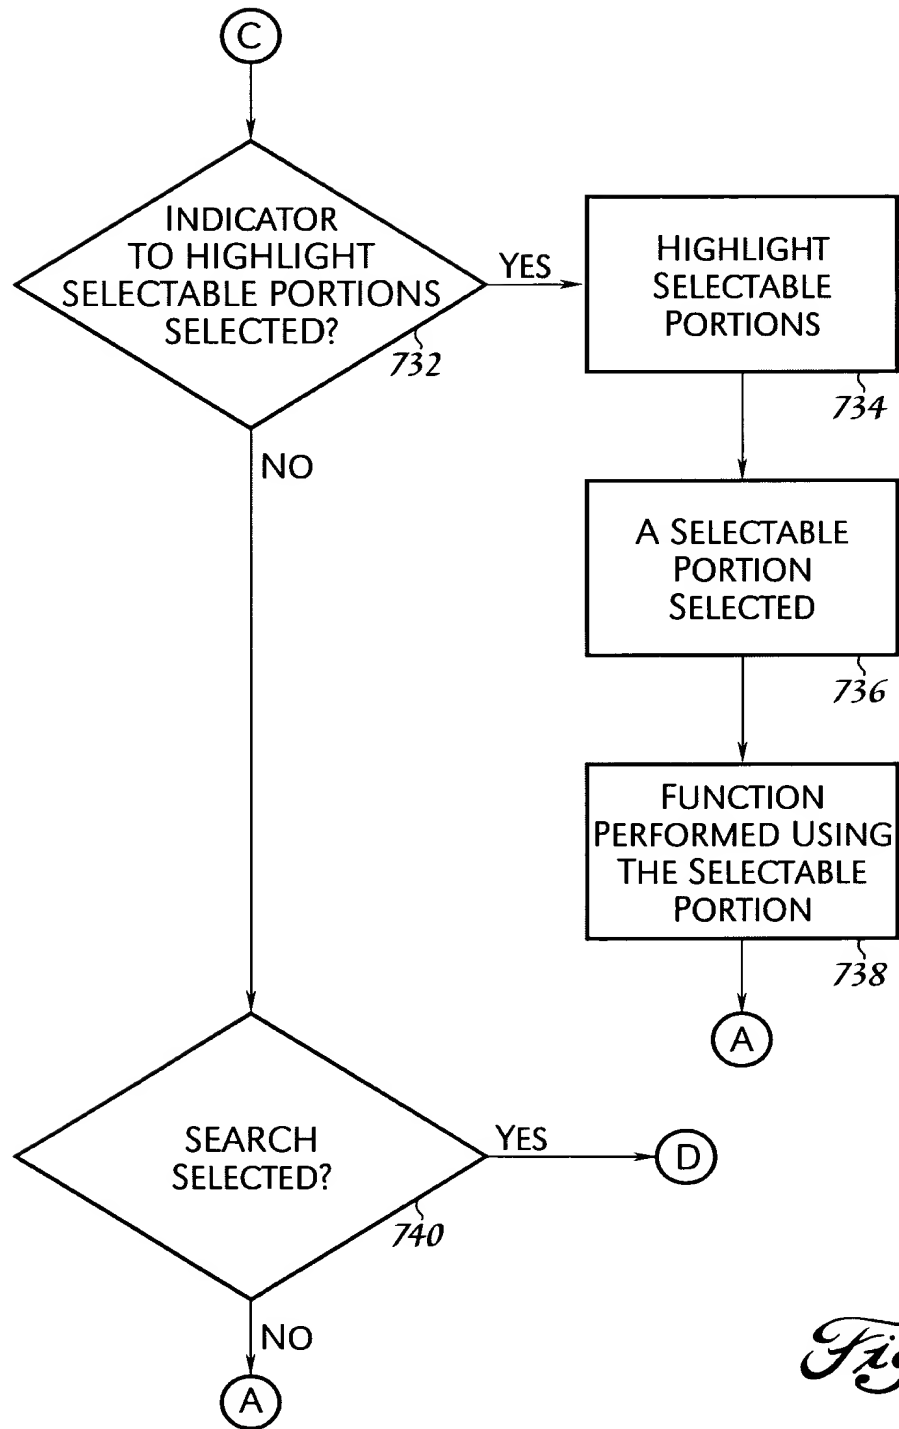 C
INDICATOR
TO HIGHLIGHT
SELECTABLE PORTIONS
SELECTED?
732
YES
HIGHLIGHT
SELECTABLE
PORTIONS
734
NO
A SELECTABLE
PORTION
SELECTED
736
FUNCTION
PERFORMED USING
THE SELECTABLE
PORTION
738
A
SEARCH
SELECTED?
740
YES
D
NO
A